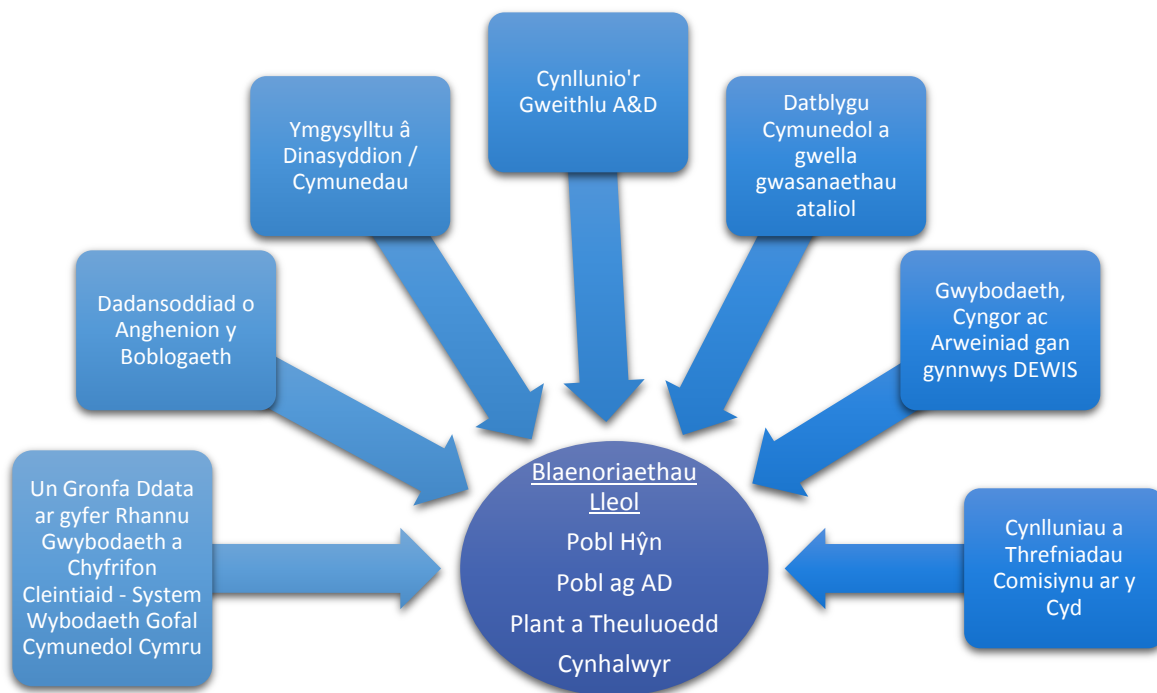 Cynllunio'r
Gweithlu A&D
Ymgysylltu â
Dinasyddion /
Cymunedau
Datblygu
Cymunedol a
gwella
gwasanaethau
ataliol
Dadansoddiad o
Anghenion y
Boblogaeth
Gwybodaeth,
Cyngor ac
Arweiniad gan
gynnwys DEWIS
Un Gronfa Ddata
ar gyfer Rhannu
Gwybodaeth a
Chyfrifon
Cleintiaid - System
Wybodaeth Gofal
Cymunedol Cymru
Blaenoriaethau
Lleol
Pobl Hŷn
Pobl ag AD
Plant a Theuluoedd
Cynhalwyr
Cynlluniau a
Threfniadau
Comisiynu ar y
Cyd